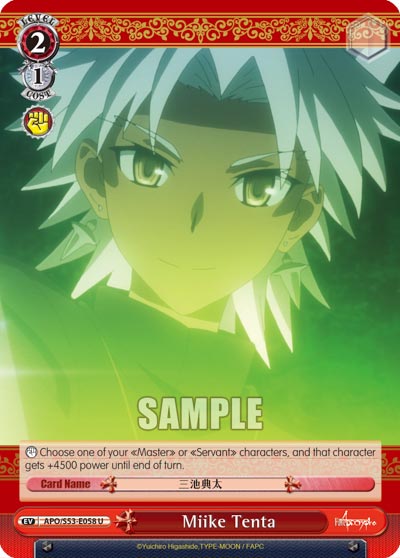 LEVEL
2
1
COST
SAMPLE
Choose one of your «Master» or «Servant» characters, and that character
gets +4500 power until end of turn.
Card Name 三池典太
EV APO/S53-E058 U Miike Tenta Fate/Apocrypha
©Yuichiro Higashide,TYPE-MOON / FAPC